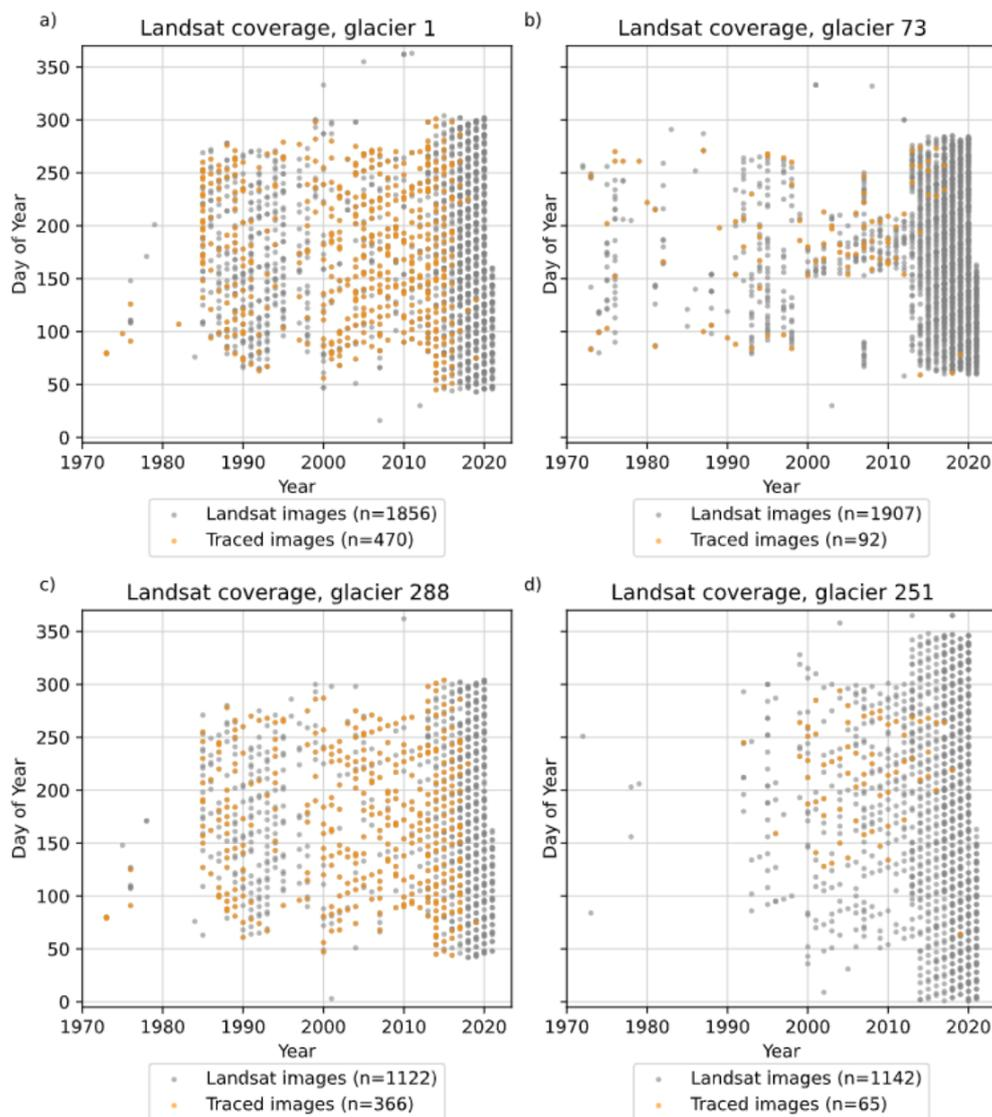 a)
Landsat coverage, glacier 1
350
300
250
200
150
100
50
0
Day of Year
1970 1980 1990 2000 2010 2020
Year
Landsat images (n=1856)
Traced images (n=470)
b)
Landsat coverage, glacier 73
Day of Year
1970 1980 1990 2000 2010 2020
Year
Landsat images (n=1907)
Traced images (n=92)
c)
Landsat coverage, glacier 288
350
300
250
200
150
100
50
0
Day of Year
1970 1980 1990 2000 2010 2020
Year
Landsat images (n=1122)
Traced images (n=366)
d)
Landsat coverage, glacier 251
Day of Year
1970 1980 1990 2000 2010 2020
Year
Landsat images (n=1142)
Traced images (n=65)